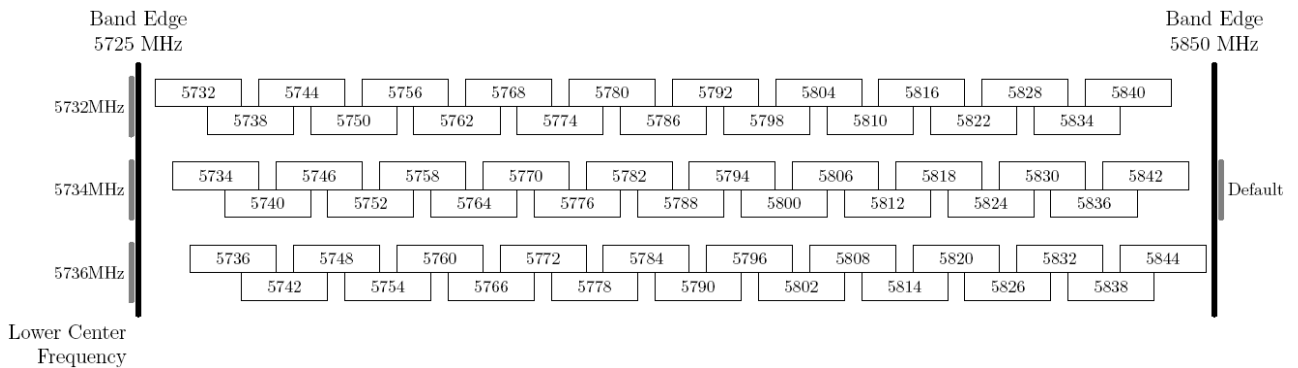 Band Edge
5725 MHz
Band Edge
5850 MHz
5732MHz
5732 5744 5756 5768 5780 5792 5804 5816 5828 5840
5738 5750 5762 5774 5786 5798 5810 5822 5834
5734MHz
5734 5746 5758 5770 5782 5794 5806 5818 5830 5842
5740 5752 5764 5776 5788 5800 5812 5824 5836
Default
5736MHz
5736 5748 5760 5772 5784 5796 5808 5820 5832 5844
5742 5754 5766 5778 5790 5802 5814 5826 5838
Lower Center
Frequency